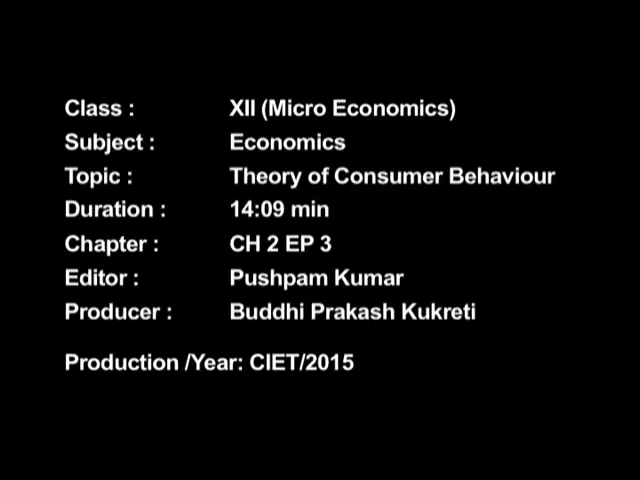 Class : XII (Micro Economics)
Subject : Economics
Topic : Theory of Consumer Behaviour
Duration : 14:09 min
Chapter : CH 2 EP 3
Editor : Pushpam Kumar
Producer : Buddhi Prakash Kukreti
Production /Year: CIET/2015